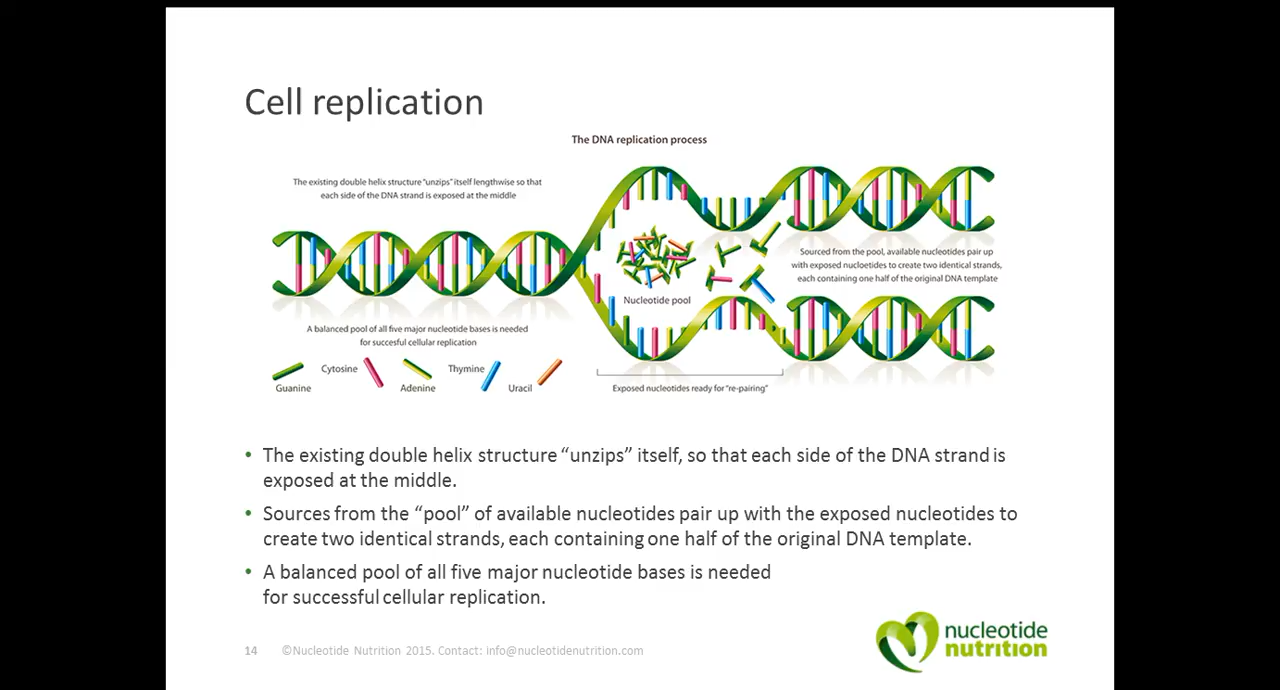 Cell replication
The DNA replication process
The existing double helix structure "unzips" itself lengthwise so that
each side of the DNA strand is exposed at the middle
Nucleotide pool
Sourced from the pool, available nucleotides pair up
with exposed nucloetides to create two identical strands,
each containing one half of the original DNA template
A balanced pool of all five major nucleotide bases is needed
for succesful cellular replication
Guanine
Cytosine
Adenine
Thymine
Uracil
Exposed nucleotides ready for "re-pairing"
• The existing double helix structure “unzips” itself, so that each side of the DNA strand is
exposed at the middle.
• Sources from the “pool” of available nucleotides pair up with the exposed nucleotides to
create two identical strands, each containing one half of the original DNA template.
• A balanced pool of all five major nucleotide bases is needed
for successful cellular replication.
14 ©Nucleotide Nutrition 2015. Contact: info@nucleotidenutrition.com
nucleotide
nutrition